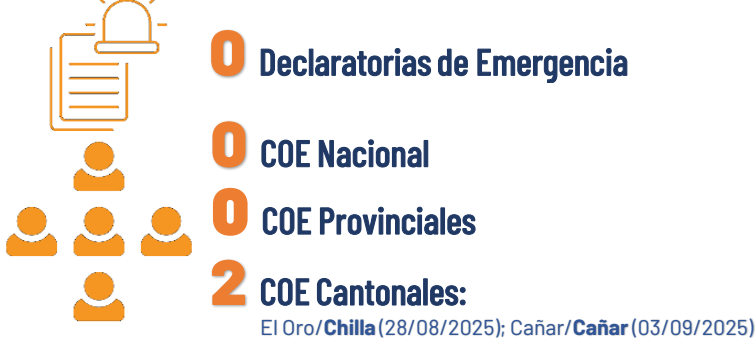 0 Declaratorias de Emergencia
0 COE Nacional
0 COE Provinciales
2 COE Cantonales:
El Oro/Chilla (28/08/2025); Cañar/Cañar (03/09/2025)